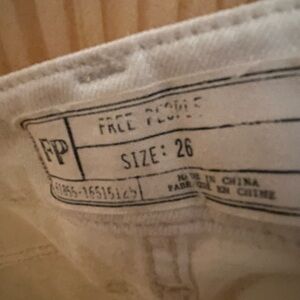 FREE PEOPLE
FP
SIZE: 26
MADE IN CHINA
FABRIQUE EN CHINE